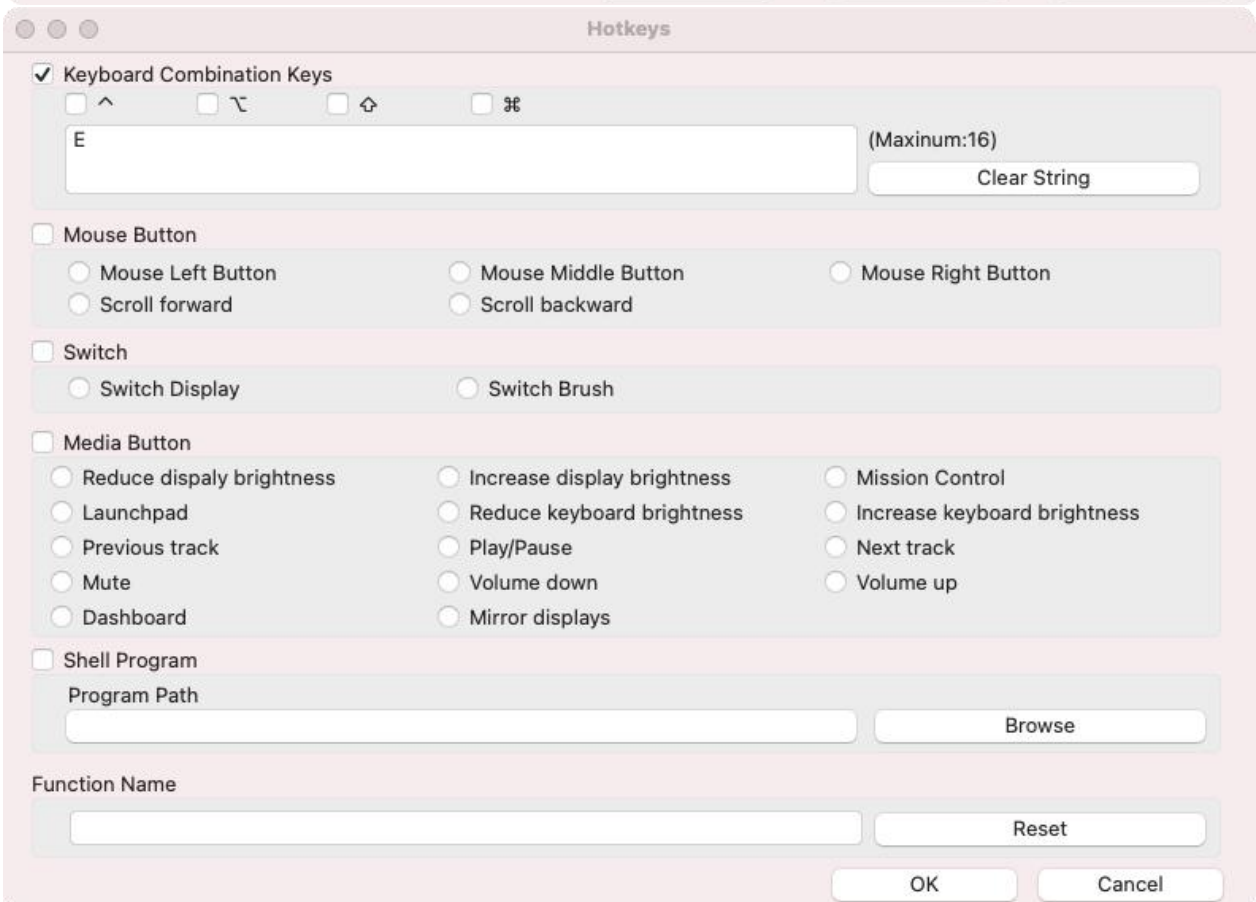 Hotkeys
Keyboard Combination Keys
^ ⌥ ⇧ ⌘
E
(Maxinum:16)
Clear String
Mouse Button
Mouse Left Button Mouse Middle Button Mouse Right Button
Scroll forward Scroll backward
Switch
Switch Display Switch Brush
Media Button
Reduce dispaly brightness Increase display brightness Mission Control
Launchpad Reduce keyboard brightness Increase keyboard brightness
Previous track Play/Pause Next track
Mute Volume down Volume up
Dashboard Mirror displays
Shell Program
Program Path
Browse
Function Name
Reset
OK Cancel